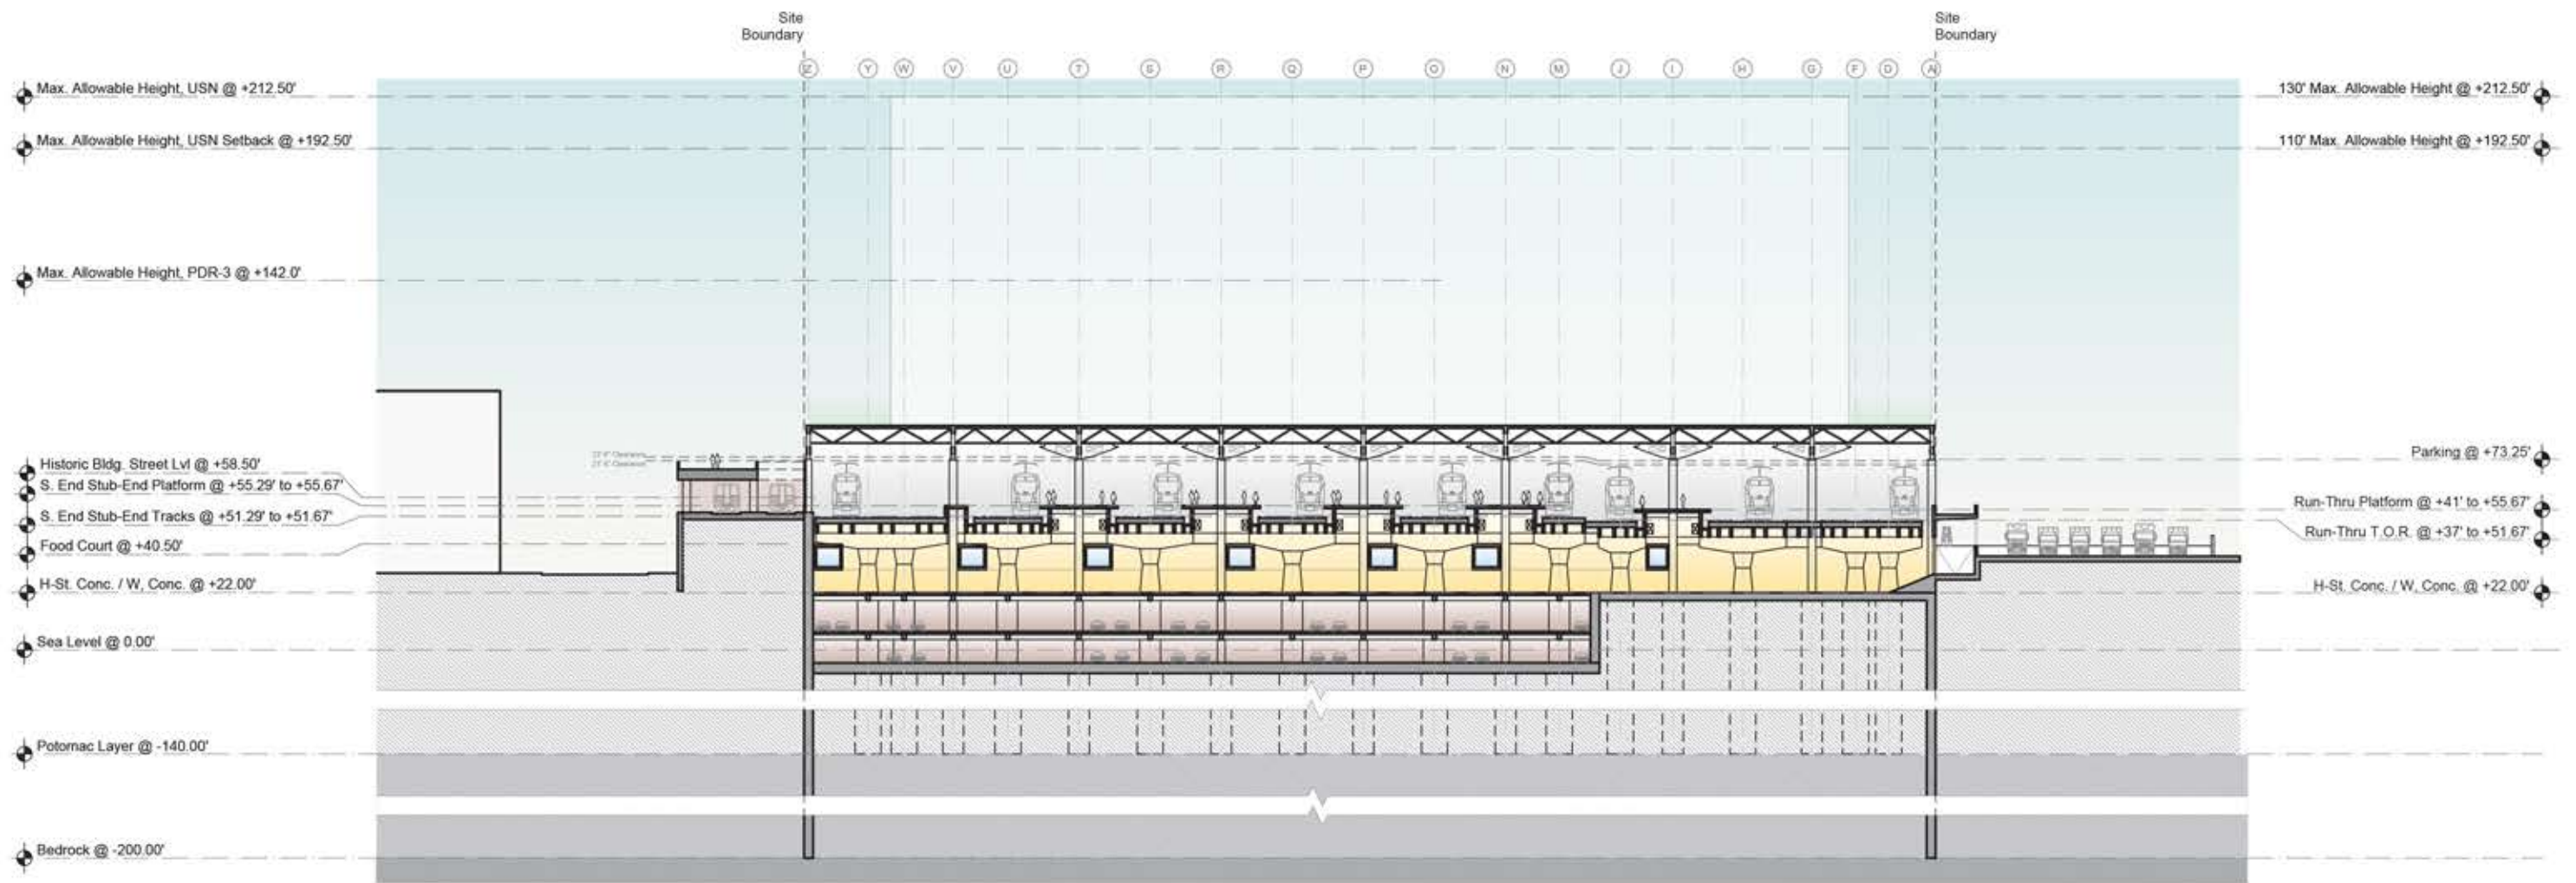 Site
Boundary
Site
Boundary
Z Y W V U T S R Q P O N M J I H G F D A
Max. Allowable Height, USN @ +212.50'
130' Max. Allowable Height @ +212.50'
Max. Allowable Height, USN Setback @ +192.50'
110' Max. Allowable Height @ +192.50'
Max. Allowable Height, PDR-3 @ +142.0'
Historic Bldg. Street Lvl @ +58.50'
Parking @ +73.25'
S. End Stub-End Platform @ +55.29' to +55.67'
Run-Thru Platform @ +41' to +55.67'
S. End Stub-End Tracks @ +51.29' to +51.67'
Run-Thru T.O.R. @ +37' to +51.67'
Food Court @ +40.50'
H-St. Conc. / W, Conc. @ +22.00'
H-St. Conc. / W, Conc. @ +22.00'
Sea Level @ 0.00'
Potomac Layer @ -140.00'
Bedrock @ -200.00'